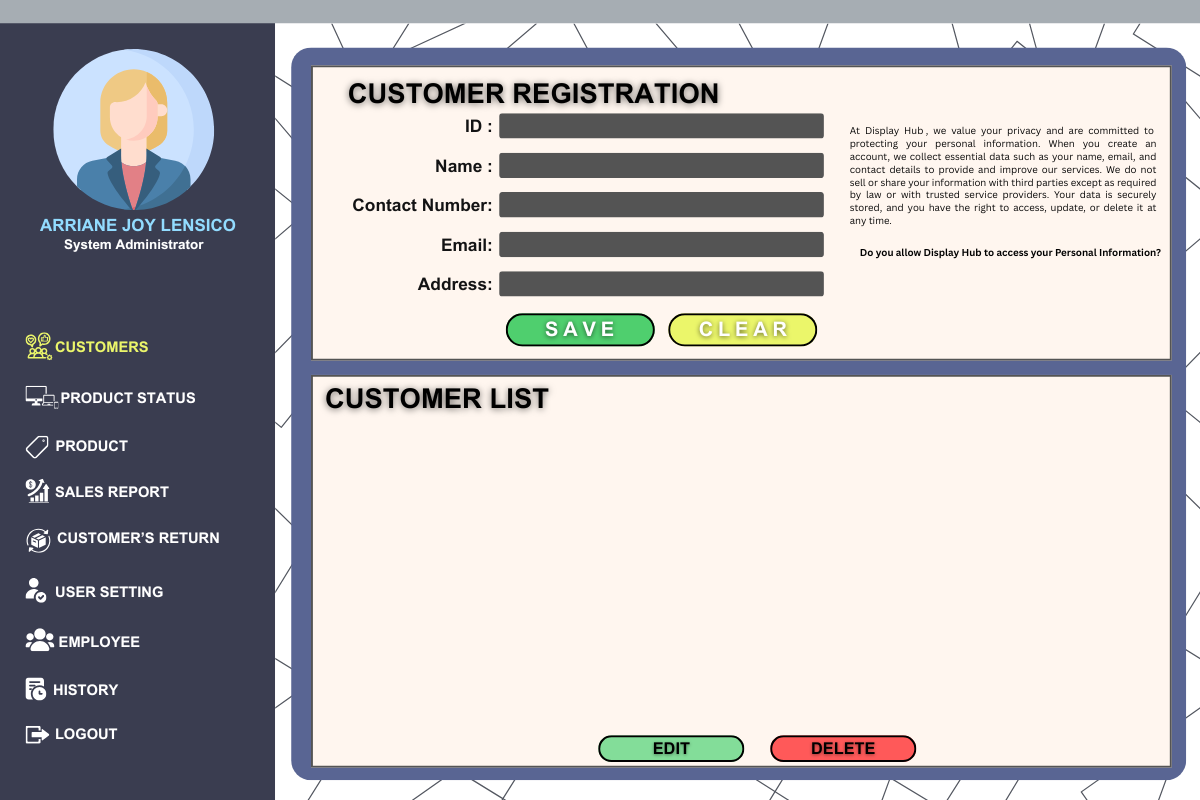 ARRIANE JOY LENSICO
System Administrator
CUSTOMERS
PRODUCT STATUS
PRODUCT
SALES REPORT
CUSTOMER’S RETURN
USER SETTING
EMPLOYEE
HISTORY
LOGOUT
CUSTOMER REGISTRATION
ID :
Name :
Contact Number:
Email:
Address:
SAVE
CLEAR
At Display Hub, we value your privacy and are committed to
protecting your personal information. When you create an
account, we collect essential data such as your name, email, and
contact details to provide and improve our services. We do not
sell or share your information with third parties except as required
by law or with trusted service providers. Your data is securely
stored, and you have the right to access, update, or delete it at
any time.
Do you allow Display Hub to access your Personal Information?
CUSTOMER LIST
EDIT
DELETE